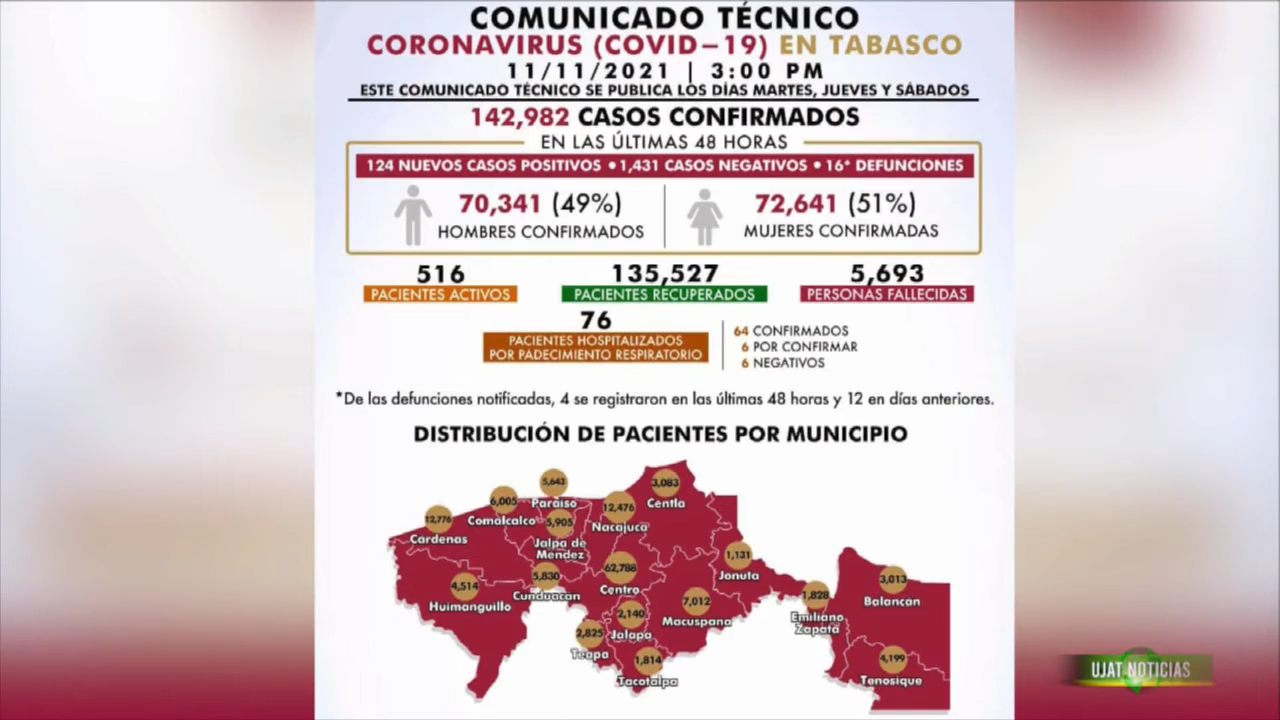 COMUNICADO TÉCNICO
CORONAVIRUS (COVID–19) EN TABASCO
11/11/2021 | 3:00 PM
ESTE COMUNICADO TÉCNICO SE PUBLICA LOS DÍAS MARTES, JUEVES Y SÁBADOS
142,982 CASOS CONFIRMADOS
EN LAS ÚLTIMAS 48 HORAS
124 NUEVOS CASOS POSITIVOS • 1,431 CASOS NEGATIVOS • 16* DEFUNCIONES
70,341 (49%)
HOMBRES CONFIRMADOS
72,641 (51%)
MUJERES CONFIRMADAS
516
PACIENTES ACTIVOS
135,527
PACIENTES RECUPERADOS
5,693
PERSONAS FALLECIDAS
76
PACIENTES HOSPITALIZADOS
POR PADECIMIENTO RESPIRATORIO
64 CONFIRMADOS
6 POR CONFIRMAR
6 NEGATIVOS
*De las defunciones notificadas, 4 se registraron en las últimas 48 horas y 12 en días anteriores.
DISTRIBUCIÓN DE PACIENTES POR MUNICIPIO
5,643
Paraíso
3,083
Centla
6,005
Comalcalco
12,476
Nacajuca
12,776
Cardenas
5,905
Jalpa de
Méndez
1,131
Jonuta
62,788
Centro
5,830
Cunduacan
4,514
Huimanguillo
3,013
Balancan
1,828
Emiliano
Zapata
7,012
Macuspana
2,140
Jalapa
2,825
Teapa
1,814
Tacotalpa
4,199
Tenosique
UJAT NOTICIAS